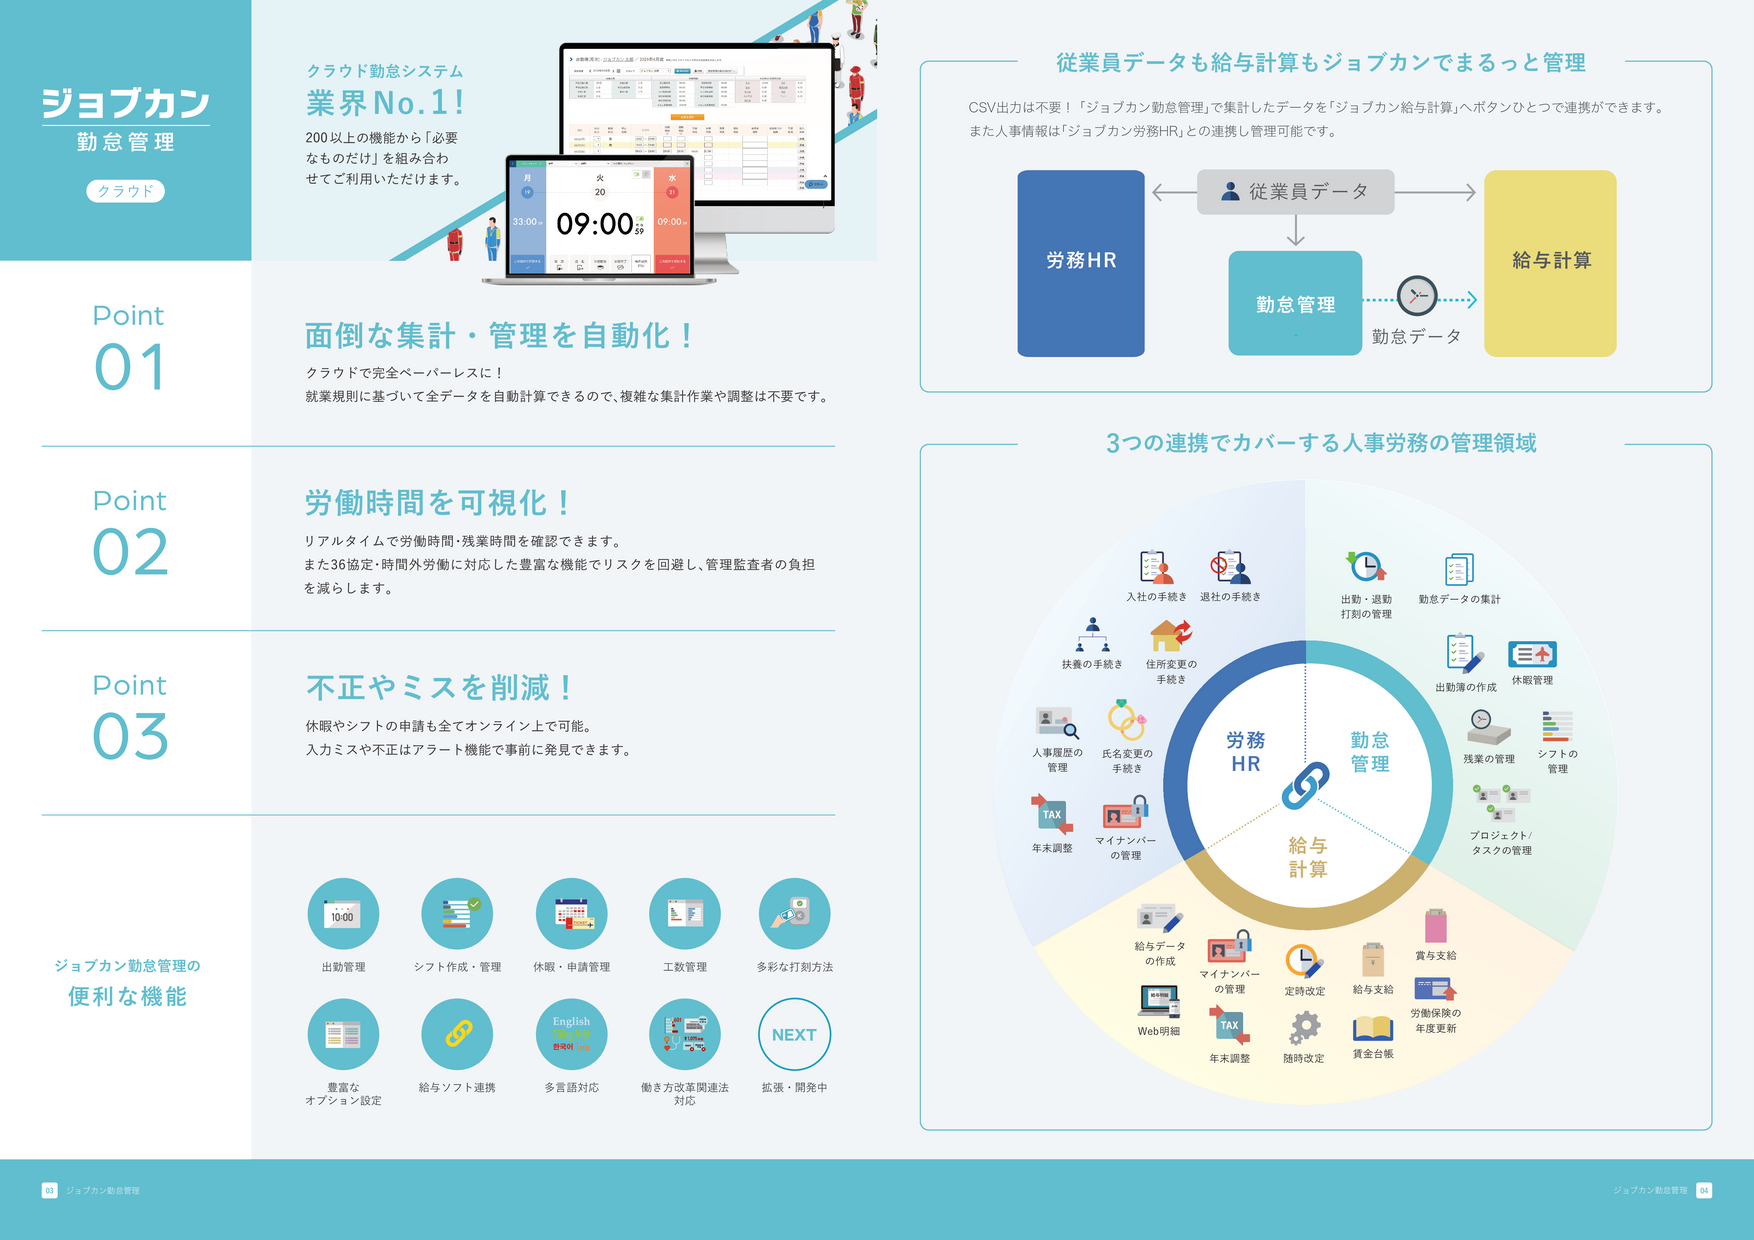 ジョブカン
勤怠管理
クラウド
クラウド勤怠システム
業界No.1!
200以上の機能から「必要
なものだけ」を組み合わ
せてご利用いただけます。
月
19
33:00
火
20
09:00
59
水
21
09:00
Point
01
面倒な集計・管理を自動化！
クラウドで完全ペーパーレスに！
就業規則に基づいて全データを自動計算できるので、複雑な集計作業や調整は不要です。
Point
02
労働時間を可視化！
リアルタイムで労働時間・残業時間を確認できます。
また36協定・時間外労働に対応した豊富な機能でリスクを回避し、管理監査者の負担
を減らします。
Point
03
不正やミスを削減！
休暇やシフトの申請も全てオンライン上で可能。
入力ミスや不正はアラート機能で事前に発見できます。
ジョブカン勤怠管理の
便利な機能
10:00
出勤管理
シフト作成・管理
TICKET
休暇・申請管理
工数管理
多彩な打刻方法
豊富な
オプション設定
給与ソフト連携
English
한국어
多言語対応
働き方改革関連法
対応
NEXT
拡張・開発中
03 ジョブカン勤怠管理
従業員データも給与計算もジョブカンでまるっと管理
CSV出力は不要！「ジョブカン勤怠管理」で集計したデータを「ジョブカン給与計算」へボタンひとつで連携ができます。
また人事情報は「ジョブカン労務HR」との連携し管理可能です。
従業員データ
労務HR
勤怠管理
勤怠データ
給与計算
3つの連携でカバーする人事労務の管理領域
入社の手続き
退社の手続き
扶養の手続き
住所変更の
手続き
人事履歴の
管理
氏名変更の
手続き
TAX
年末調整
マイナンバー
の管理
出勤・退勤
打刻の管理
勤怠データの集計
出勤簿の作成
休暇管理
残業の管理
シフトの
管理
プロジェクト/
タスクの管理
労務
HR
勤怠
管理
給与
計算
給与データ
の作成
マイナンバー
の管理
定時改定
給与支給
賞与支給
給与明細
Web明細
TAX
年末調整
随時改定
賃金台帳
労働保険の
年度更新
ジョブカン勤怠管理 04